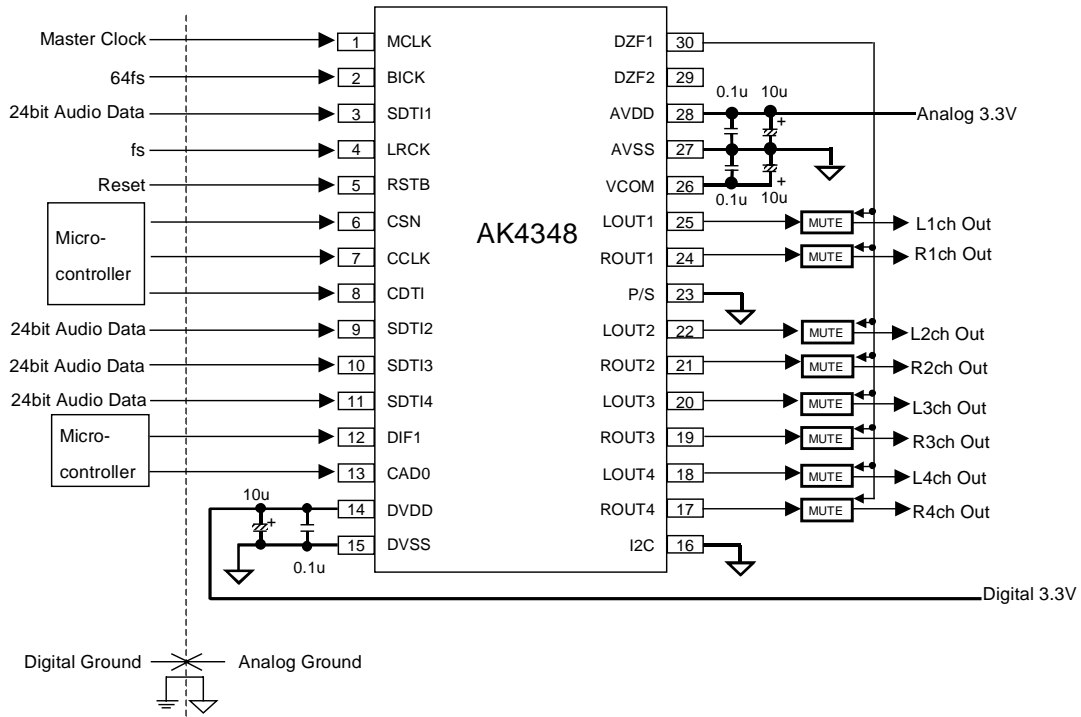 Master Clock 1 MCLK DZF1 30
64fs 2 BICK DZF2 29
0.1u 10u
24bit Audio Data 3 SDTI1 AVDD 28 + Analog 3.3V
fs 4 LRCK AVSS 27
Reset 5 RSTB VCOM 26 +
0.1u 10u
6 CSN LOUT1 25 MUTE L1ch Out
Micro-
controller
AK4348
7 CCLK ROUT1 24 MUTE R1ch Out
8 CDTI P/S 23
24bit Audio Data 9 SDTI2 LOUT2 22 MUTE L2ch Out
24bit Audio Data 10 SDTI3 ROUT2 21 MUTE R2ch Out
24bit Audio Data 11 SDTI4 LOUT3 20 MUTE L3ch Out
Micro-
controller
12 DIF1 ROUT3 19 MUTE R3ch Out
13 CAD0 LOUT4 18 MUTE L4ch Out
10u
+ 14 DVDD ROUT4 17 MUTE R4ch Out
15 DVSS I2C 16
0.1u
Digital 3.3V
Digital Ground Analog Ground